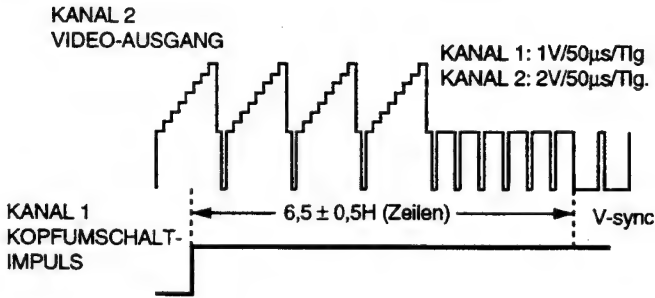 KANAL 2
VIDEO-AUSGANG
KANAL 1: 1V/50µs/Tlg
KANAL 2: 2V/50µs/Tlg.
6,5 ± 0,5H (Zeilen)
V-sync
KANAL 1
KOPFUMSCHALT-
IMPULS